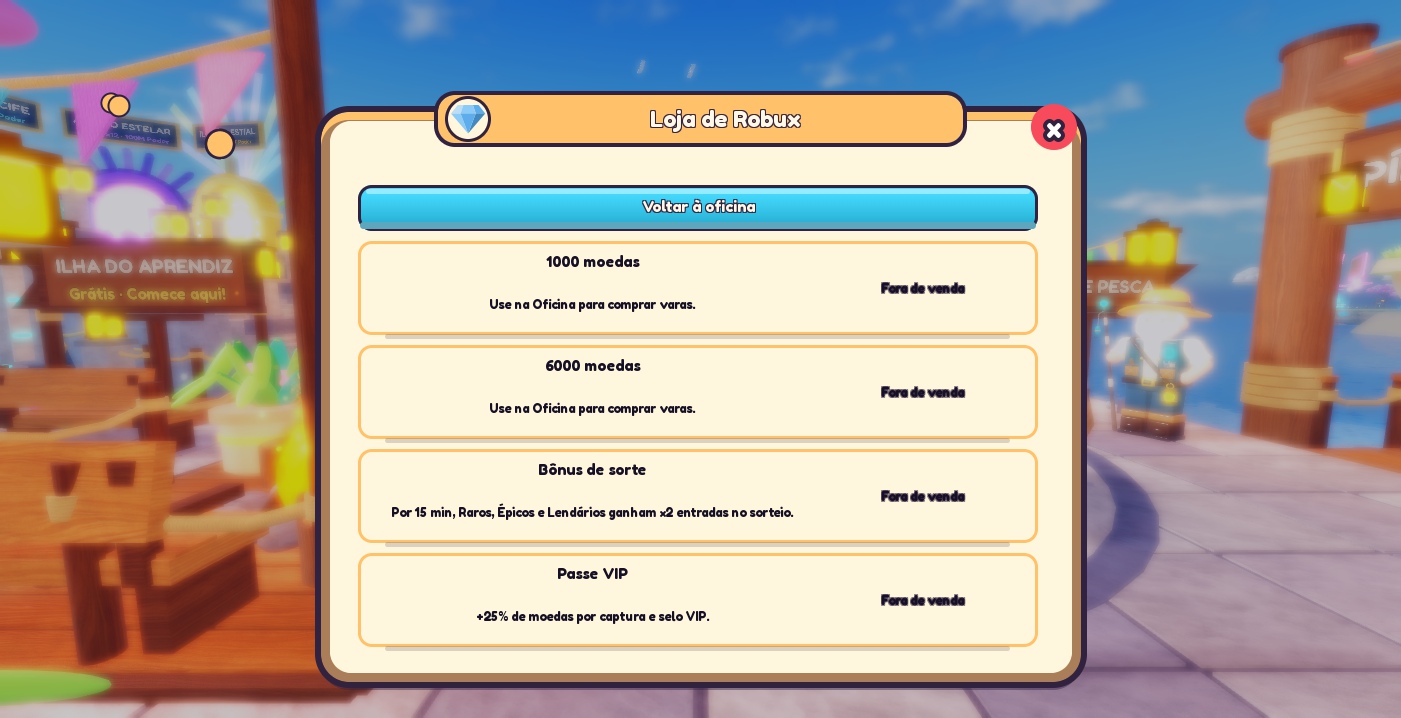 Loja de Robux
Voltar à oficina
1000 moedas
Use na Oficina para comprar varas.
Fora de venda
6000 moedas
Use na Oficina para comprar varas.
Fora de venda
Bônus de sorte
Por 15 min, Raros, Épicos e Lendários ganham x2 entradas no sorteio.
Fora de venda
Passe VIP
+25% de moedas por captura e selo VIP.
Fora de venda
ESTELAR
ILHA DO APRENDIZ
Grátis · Comece aqui!
E PESCA